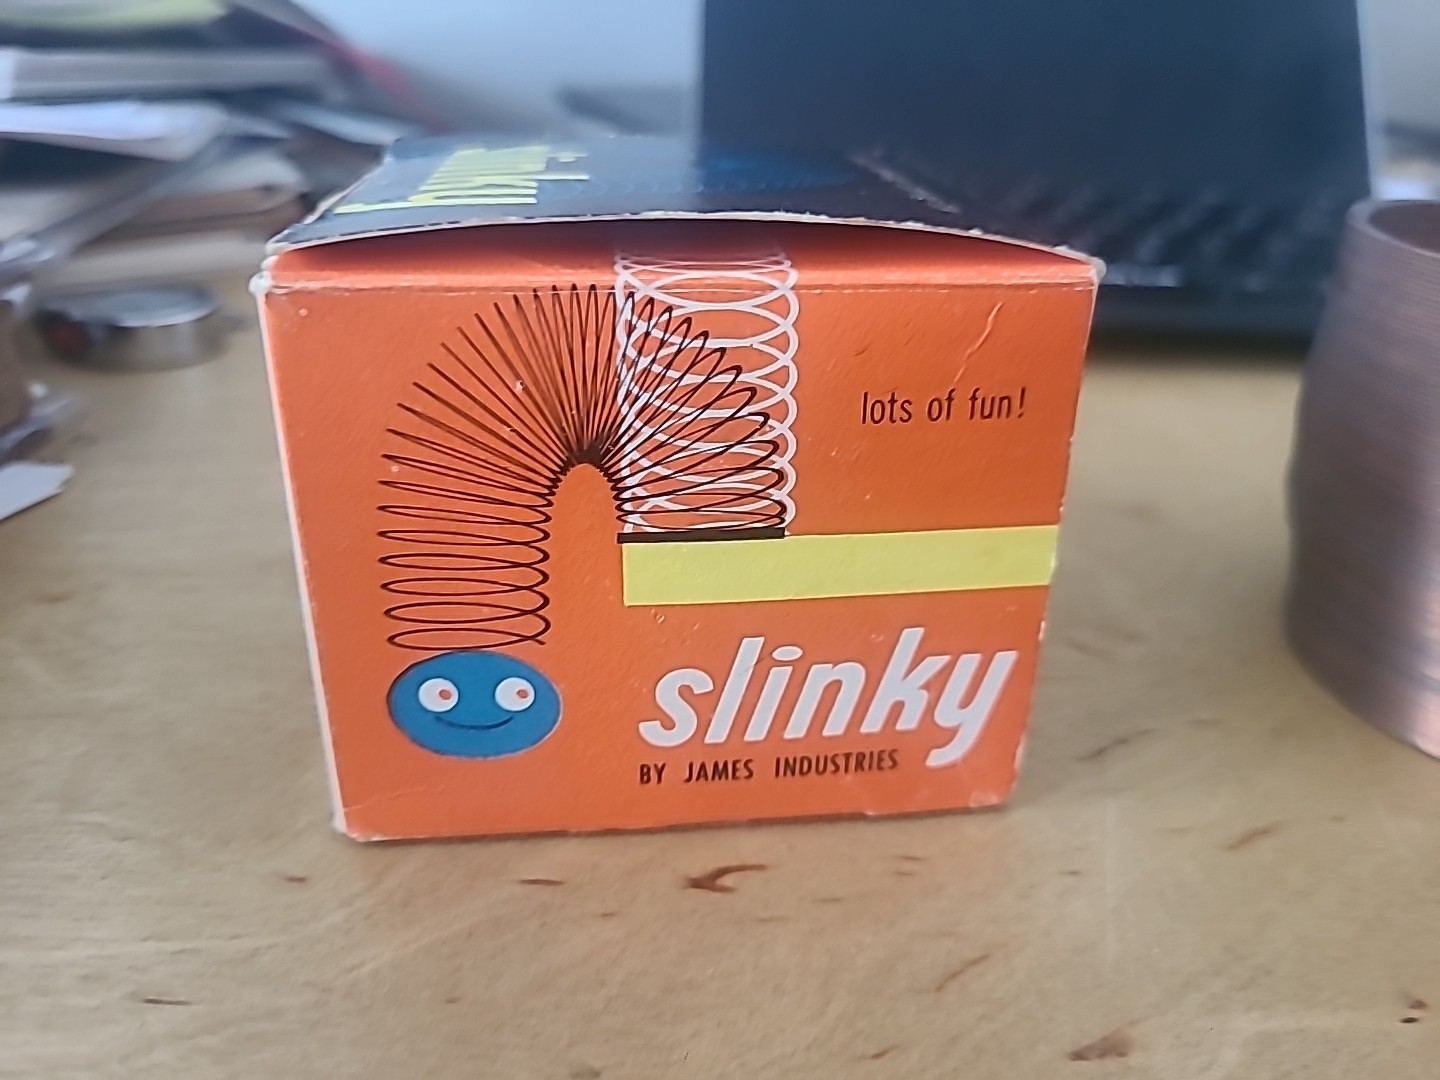 lots of fun!
slinky
BY JAMES INDUSTRIES